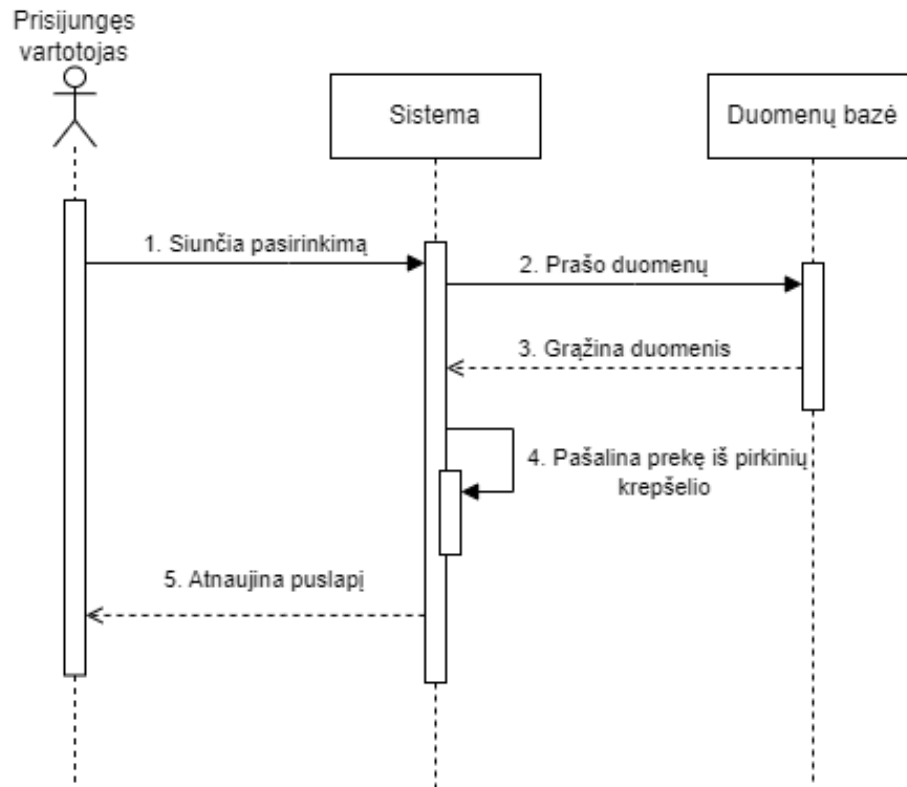 Prisijungęs
vartotojas
Sistema
Duomenų bazė
1. Siunčia pasirinkimą
2. Prašo duomenų
3. Grąžina duomenis
4. Pašalina prekę iš pirkinių
krepšelio
5. Atnaujina puslapį